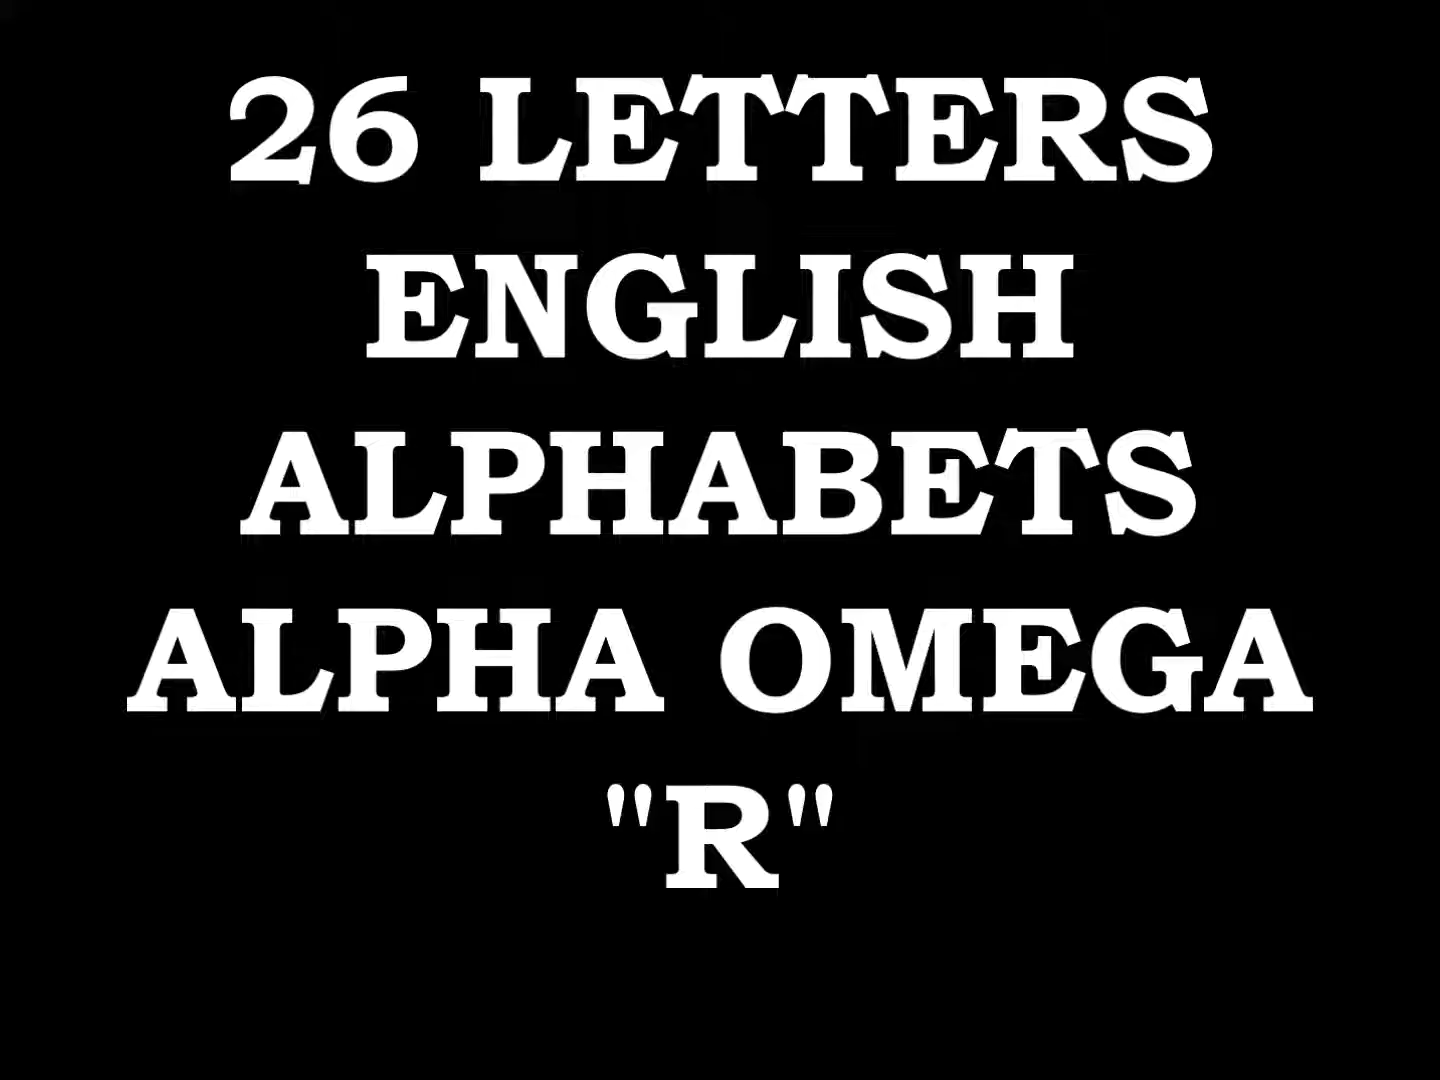 26 LETTERS
ENGLISH
ALPHABETS
ALPHA OMEGA
"R"